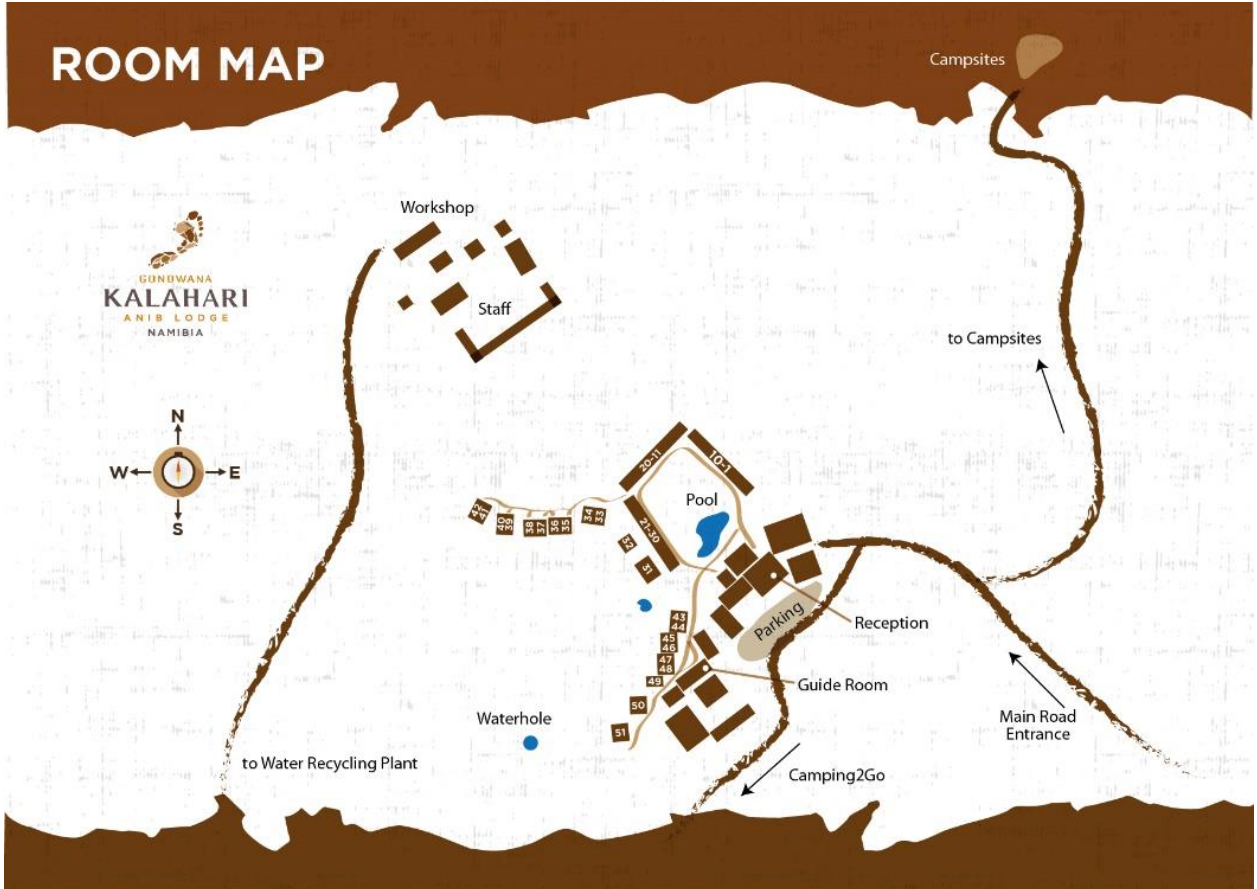 ROOM MAP
Campsites
Workshop
GONDWANA
KALAHARI
ANIB LODGE
NAMIBIA
Staff
to Campsites
N
W
E
S
20-11
10-1
Pool
42
41
40
39
38
37
36
35
34
33
21-30
32
31
Parking
Reception
43
44
45
46
47
48
49
50
51
Guide Room
Waterhole
Main Road
Entrance
to Water Recycling Plant
Camping2Go